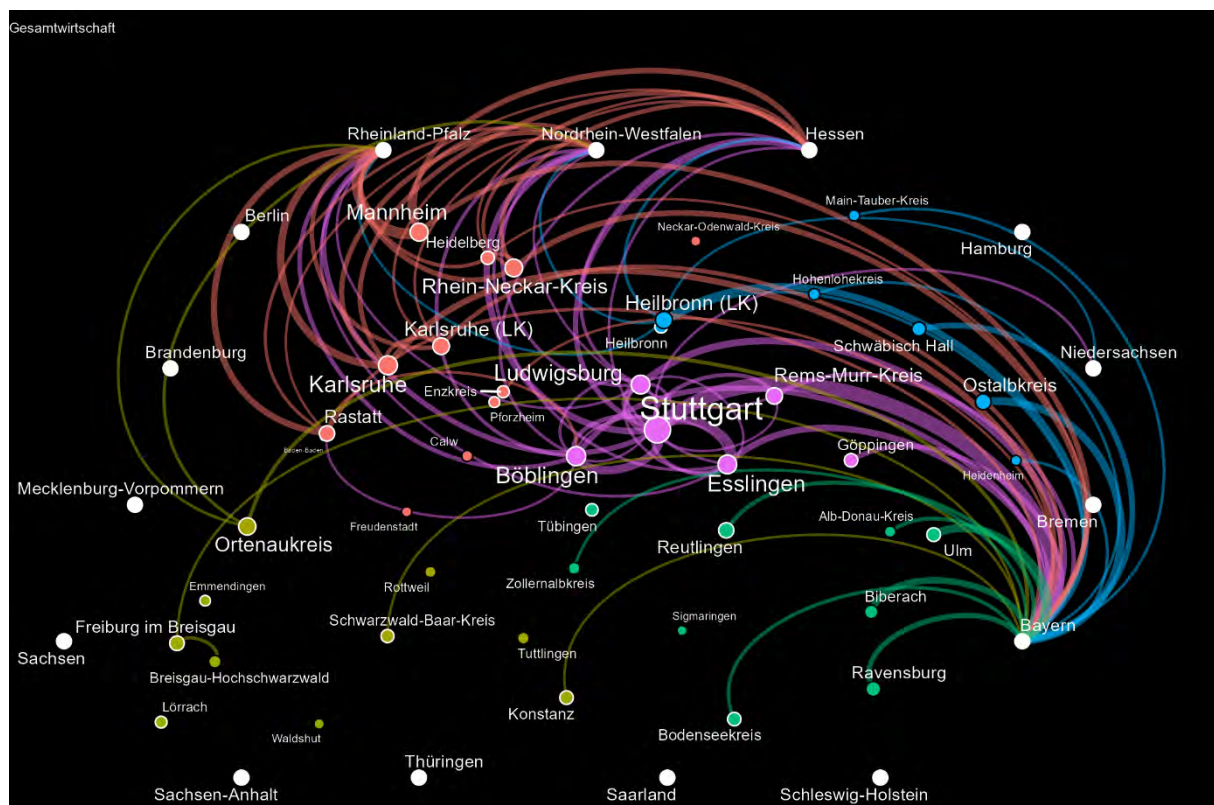 Gesamtwirtschaft
Rheinland-Pfalz
Nordrhein-Westfalen
Hessen
Main-Tauber-Kreis
Berlin
Mannheim
Neckar-Odenwald-Kreis
Hamburg
Heidelberg
Rhein-Neckar-Kreis
Hohenlohekreis
Heilbronn (LK)
Karlsruhe (LK)
Heilbronn
Schwäbisch Hall
Brandenburg
Niedersachsen
Karlsruhe
Ludwigsburg
Rems-Murr-Kreis
Ostalbkreis
Enzkreis
Stuttgart
Pforzheim
Rastatt
Calw
Göppingen
Baden-Baden
Böblingen
Esslingen
Heidenheim
Mecklenburg-Vorpommern
Freudenstadt
Tübingen
Alb-Donau-Kreis
Bremen
Ortenaukreis
Reutlingen
Ulm
Zollernalbkreis
Emmendingen
Rottweil
Biberach
Freiburg im Breisgau
Schwarzwald-Baar-Kreis
Sigmaringen
Bayern
Sachsen
Tuttlingen
Breisgau-Hochschwarzwald
Ravensburg
Lörrach
Konstanz
Waldshut
Bodenseekreis
Thüringen
Sachsen-Anhalt
Saarland
Schleswig-Holstein